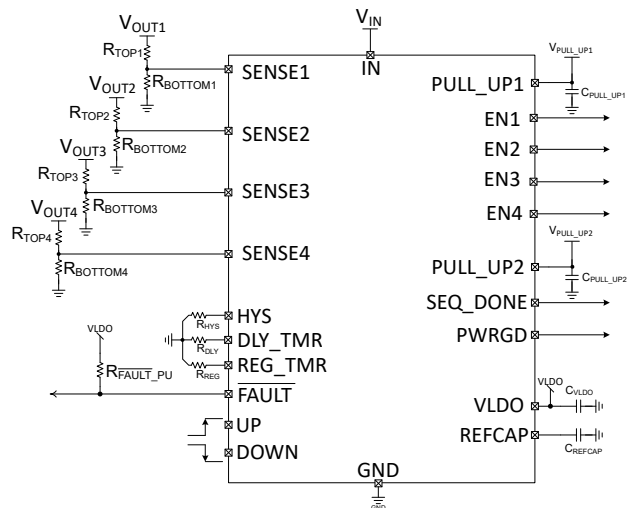 VIN
IN
VOUT1
RTOP1
RBOTTOM1
SENSE1
VOUT2
RTOP2
RBOTTOM2
SENSE2
VOUT3
RTOP3
RBOTTOM3
SENSE3
VOUT4
RTOP4
RBOTTOM4
SENSE4
HYS
RHYS
DLY_TMR
RDLY
REG_TMR
RREG
VLDO
RFAULT_PU
FAULT
UP
DOWN
GND
GND
VPULL_UP1
PULL_UP1
CPULL_UP1
EN1
EN2
EN3
EN4
VPULL_UP2
PULL_UP2
CPULL_UP2
SEQ_DONE
PWRGD
VLDO
VLDO
CVLDO
REFCAP
CREFCAP